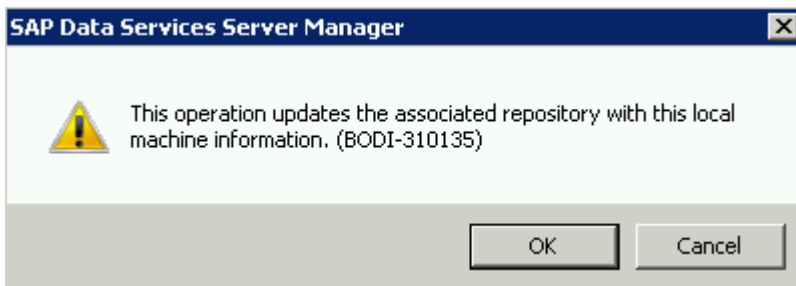 SAP Data Services Server Manager
This operation updates the associated repository with this local
machine information. (BODI-310135)
OK
Cancel